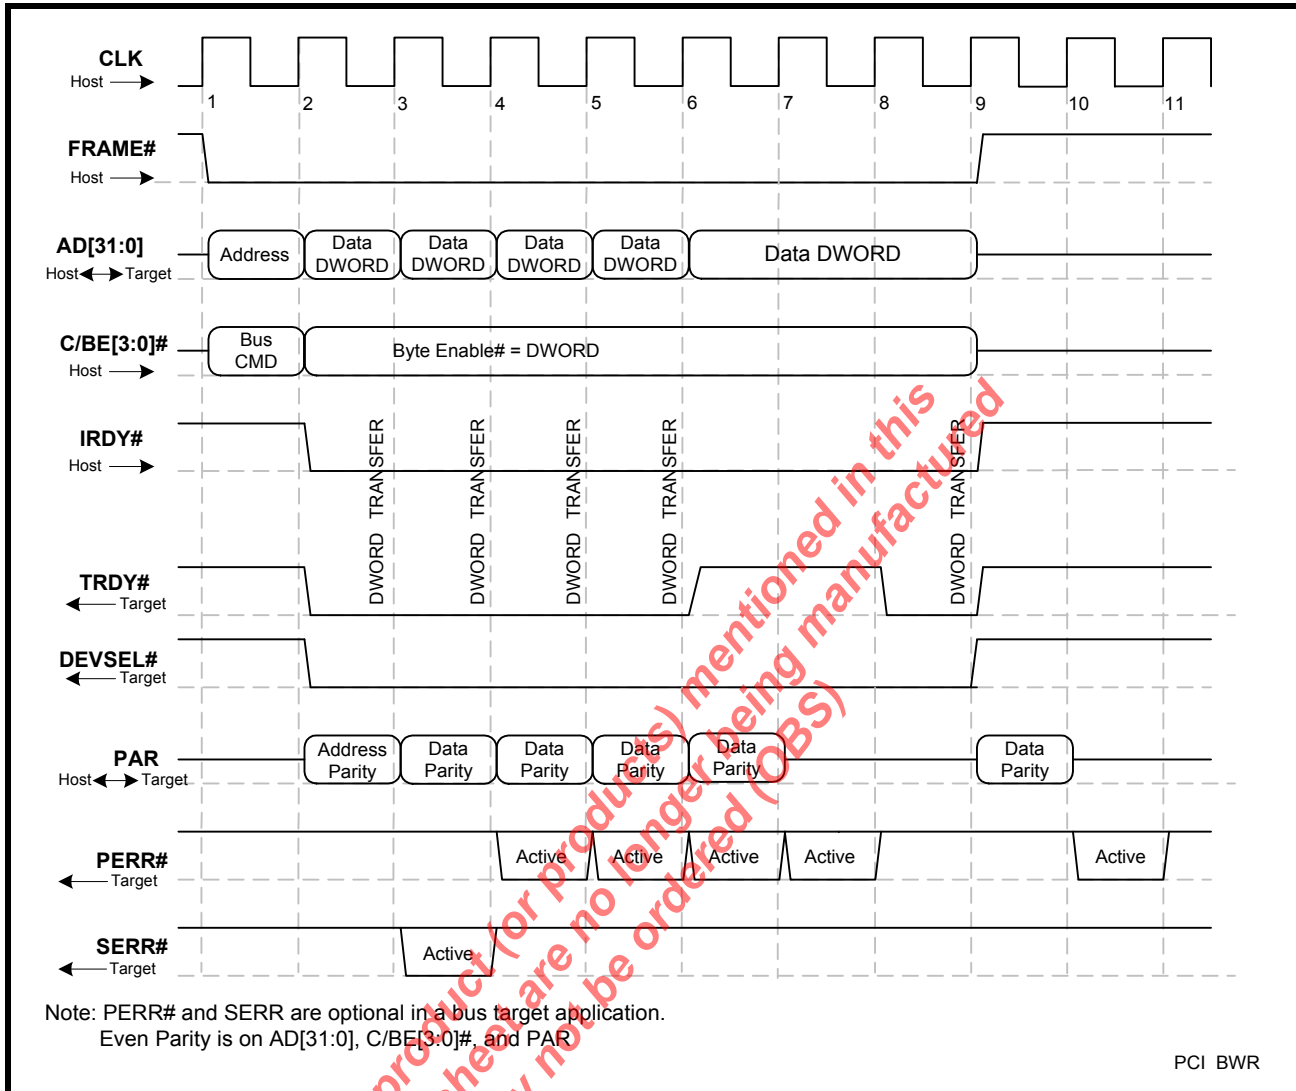 CLK
Host
1 2 3 4 5 6 7 8 9 10 11
FRAME#
Host
AD[31:0]
Host Target
Address
Data
DWORD
Data
DWORD
Data
DWORD
Data
DWORD
Data DWORD
C/BE[3:0]#
Host
Bus
CMD
Byte Enable# = DWORD
IRDY#
Host
DWORD TRANSFER
DWORD TRANSFER
DWORD TRANSFER
DWORD TRANSFER
DWORD TRANSFER
TRDY#
Target
DEVSEL#
Target
PAR
Host Target
Address
Parity
Data
Parity
Data
Parity
Data
Parity
Data
Parity
Data
Parity
PERR#
Target
Active
Active
Active
Active
Active
SERR#
Target
Active
Note: PERR# and SERR are optional in a bus target application.
Even Parity is on AD[31:0], C/BE[3:0]#, and PAR
PCI BWR
product (or products) mentioned in this
sheet are no longer being manufactured
not be ordered (OBS)